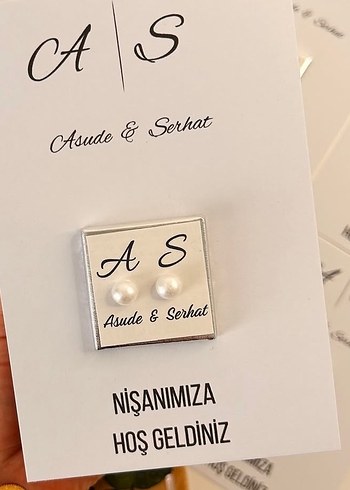 A | S
Asude & Serhat
A S
Asude & Serhat
NİŞANIMIZA
HOŞ GELDİNİZ